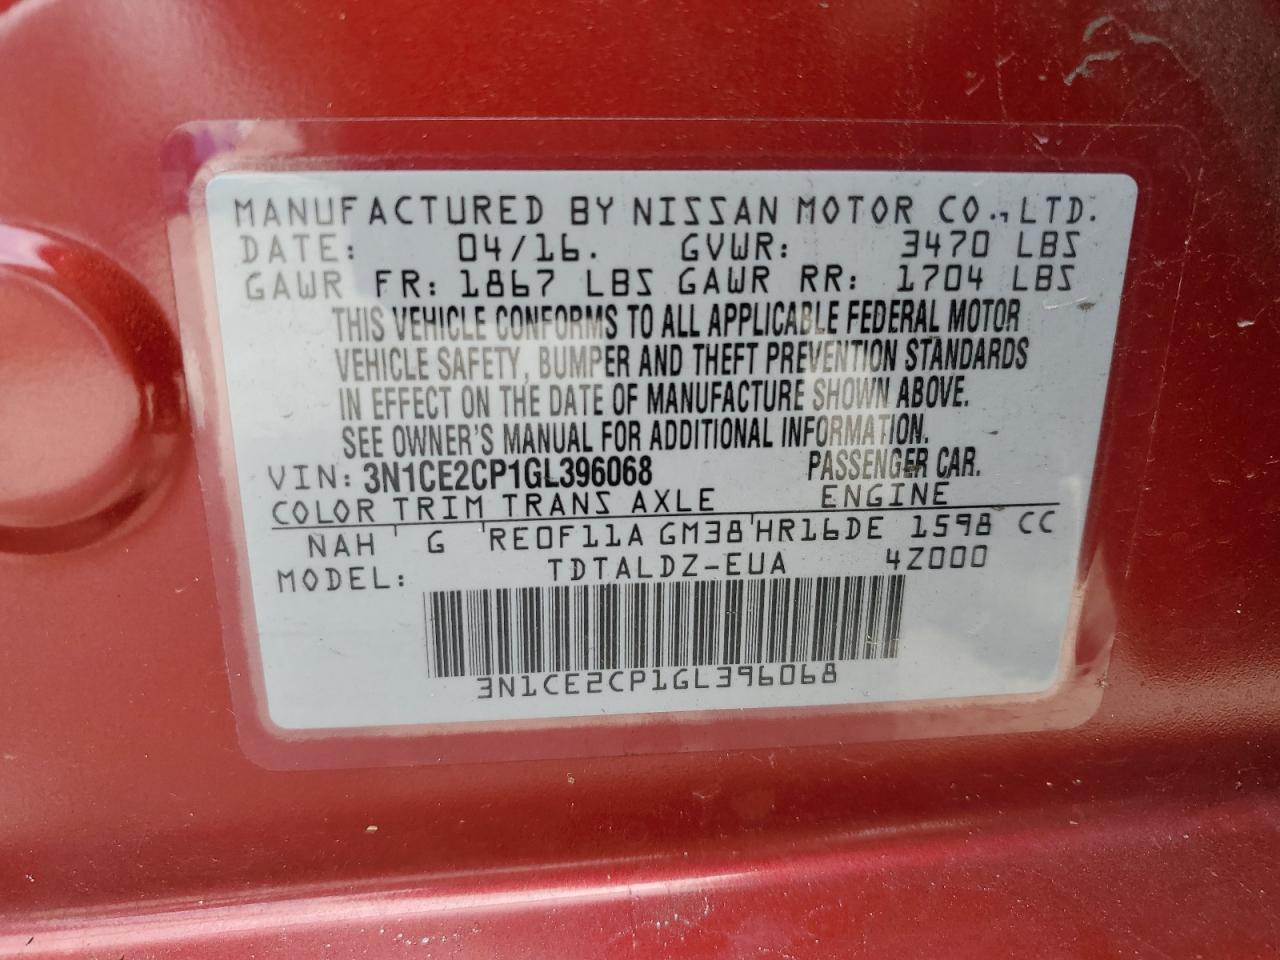 MANUFACTURED BY NISSAN MOTOR CO., LTD.
DATE: 04/16. GVWR: 3470 LBS
GAWR FR: 1867 LBS GAWR RR: 1704 LBS
THIS VEHICLE CONFORMS TO ALL APPLICABLE FEDERAL MOTOR
VEHICLE SAFETY, BUMPER AND THEFT PREVENTION STANDARDS
IN EFFECT ON THE DATE OF MANUFACTURE SHOWN ABOVE.
SEE OWNER'S MANUAL FOR ADDITIONAL INFORMATION.
VIN: 3N1CE2CP1GL396068 PASSENGER CAR.
COLOR TRIM TRANS AXLE ENGINE
NAH G RE0F11A GM38 HR16DE 1598 CC
MODEL: TDTALDZ-EUA 4Z000
3N1CE2CP1GL396068